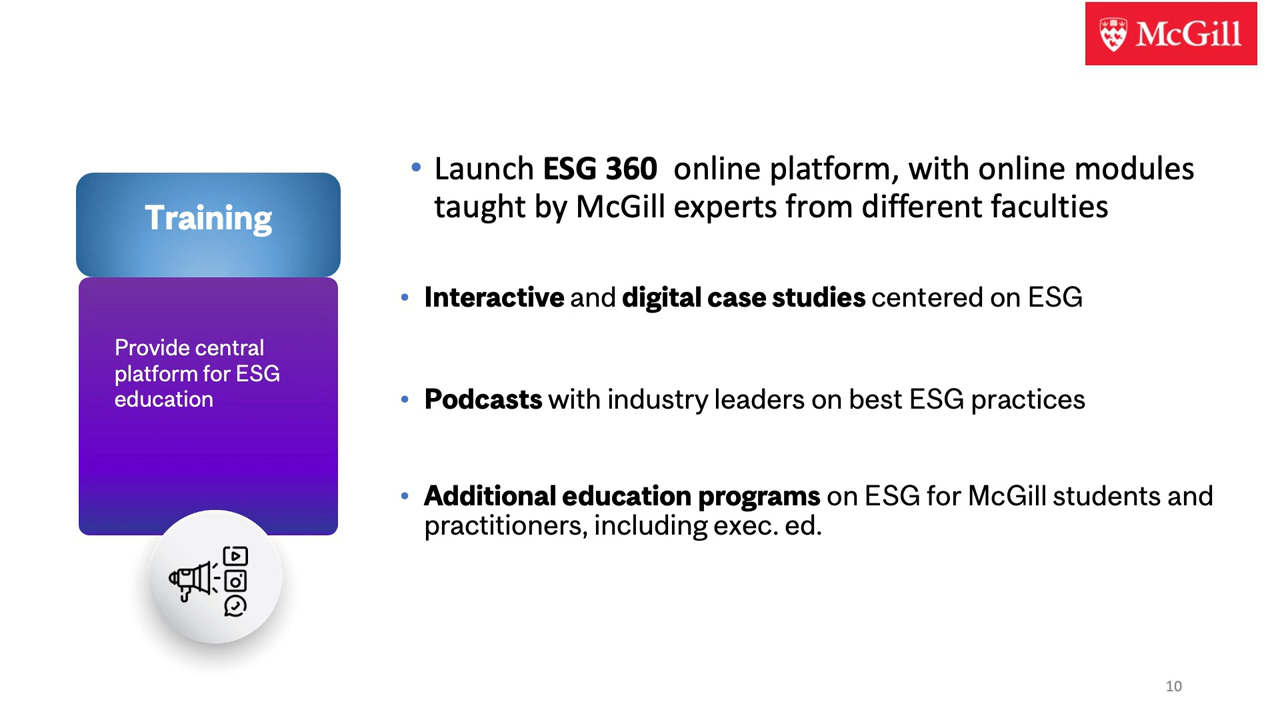 McGill
Training
Provide central
platform for ESG
education
• Launch ESG 360 online platform, with online modules
taught by McGill experts from different faculties
• Interactive and digital case studies centered on ESG
• Podcasts with industry leaders on best ESG practices
• Additional education programs on ESG for McGill students and
practitioners, including exec. ed.
10